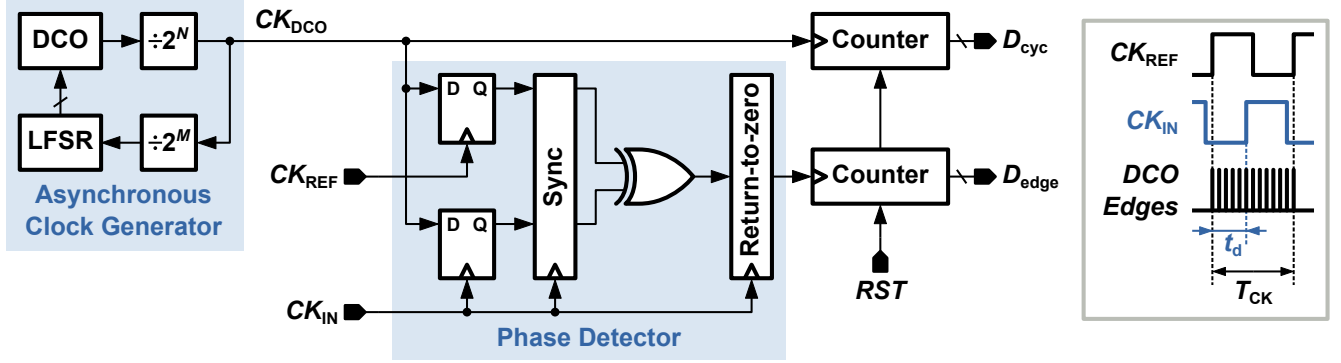 DCO
÷2^N
CK_DCO
LFSR
÷2^M
Asynchronous
Clock Generator
CK_REF
CK_IN
D Q
D Q
Sync
Return-to-zero
Phase Detector
Counter
D_cyc
Counter
D_edge
RST
CK_REF
CK_IN
DCO
Edges
t_d
T_CK